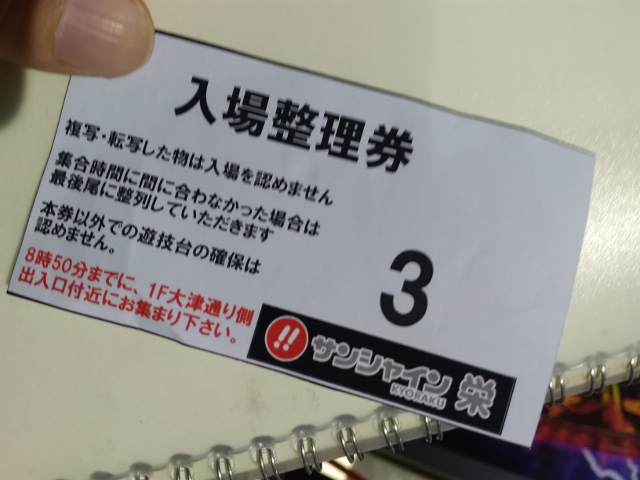 入場整理券
複写・転写した物は入場を認めません
集合時間に間に合わなかった場合は
最後尾に整列していただきます
本券以外での遊技台の確保は
認めません。
8時50分までに、1F大津通り側
出入口付近にお集まり下さい。
3
!! サンシャイン 栄
KYORAKU